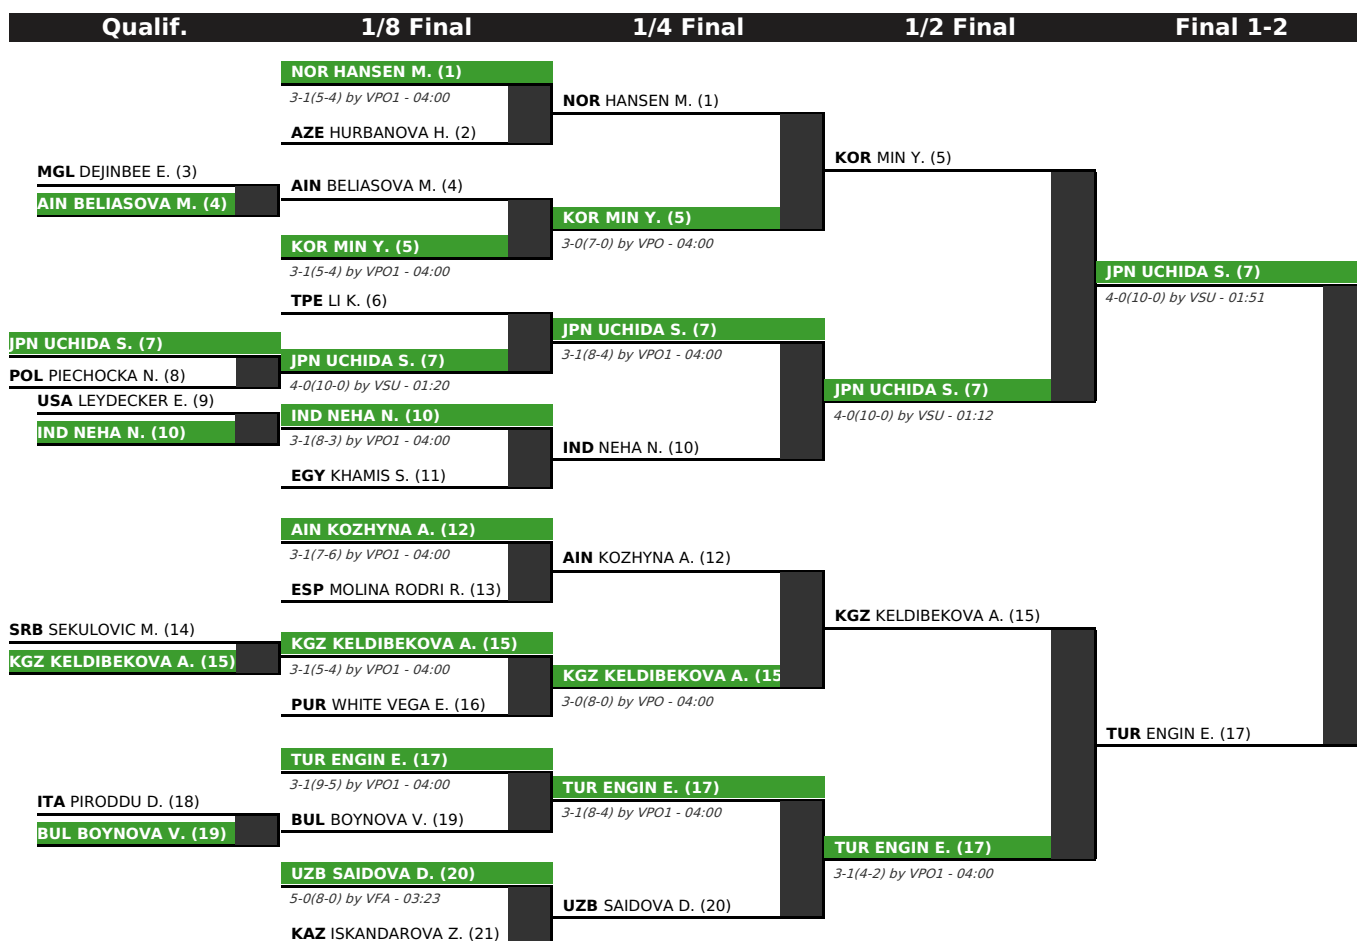 Qualif.
1/8 Final
1/4 Final
1/2 Final
Final 1-2
NOR HANSEN M. (1)
3-1(5-4) by VPO1 - 04:00
AZE HURBANOVA H. (2)
NOR HANSEN M. (1)
MGL DEJINBEE E. (3)
AIN BELIASOVA M. (4)
AIN BELIASOVA M. (4)
KOR MIN Y. (5)
3-1(5-4) by VPO1 - 04:00
KOR MIN Y. (5)
3-0(7-0) by VPO - 04:00
KOR MIN Y. (5)
TPE LI K. (6)
JPN UCHIDA S. (7)
POL PIECHOCKA N. (8)
JPN UCHIDA S. (7)
4-0(10-0) by VSU - 01:20
JPN UCHIDA S. (7)
3-1(8-4) by VPO1 - 04:00
USA LEYDECKER E. (9)
IND NEHA N. (10)
IND NEHA N. (10)
3-1(8-3) by VPO1 - 04:00
EGY KHAMIS S. (11)
IND NEHA N. (10)
JPN UCHIDA S. (7)
4-0(10-0) by VSU - 01:12
JPN UCHIDA S. (7)
4-0(10-0) by VSU - 01:51
AIN KOZHYNA A. (12)
3-1(7-6) by VPO1 - 04:00
ESP MOLINA RODRI R. (13)
AIN KOZHYNA A. (12)
SRB SEKULOVIC M. (14)
KGZ KELDIBEKOVA A. (15)
KGZ KELDIBEKOVA A. (15)
3-1(5-4) by VPO1 - 04:00
PUR WHITE VEGA E. (16)
KGZ KELDIBEKOVA A. (15
3-0(8-0) by VPO - 04:00
KGZ KELDIBEKOVA A. (15)
TUR ENGIN E. (17)
3-1(9-5) by VPO1 - 04:00
ITA PIRODDU D. (18)
BUL BOYNOVA V. (19)
BUL BOYNOVA V. (19)
TUR ENGIN E. (17)
3-1(8-4) by VPO1 - 04:00
UZB SAIDOVA D. (20)
5-0(8-0) by VFA - 03:23
KAZ ISKANDAROVA Z. (21)
UZB SAIDOVA D. (20)
TUR ENGIN E. (17)
3-1(4-2) by VPO1 - 04:00
TUR ENGIN E. (17)